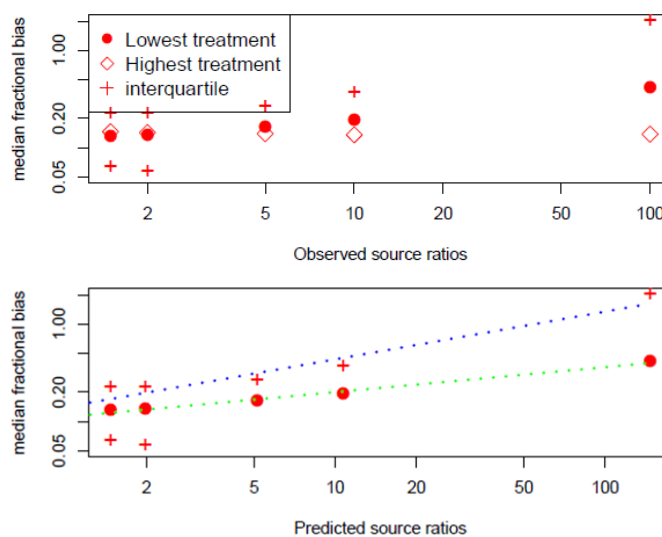 median fractional bias
1.00
0.20
0.05
Lowest treatment
Highest treatment
interquartile
2 5 10 20 50 100
Observed source ratios
median fractional bias
1.00
0.20
0.05
2 5 10 20 50 100
Predicted source ratios